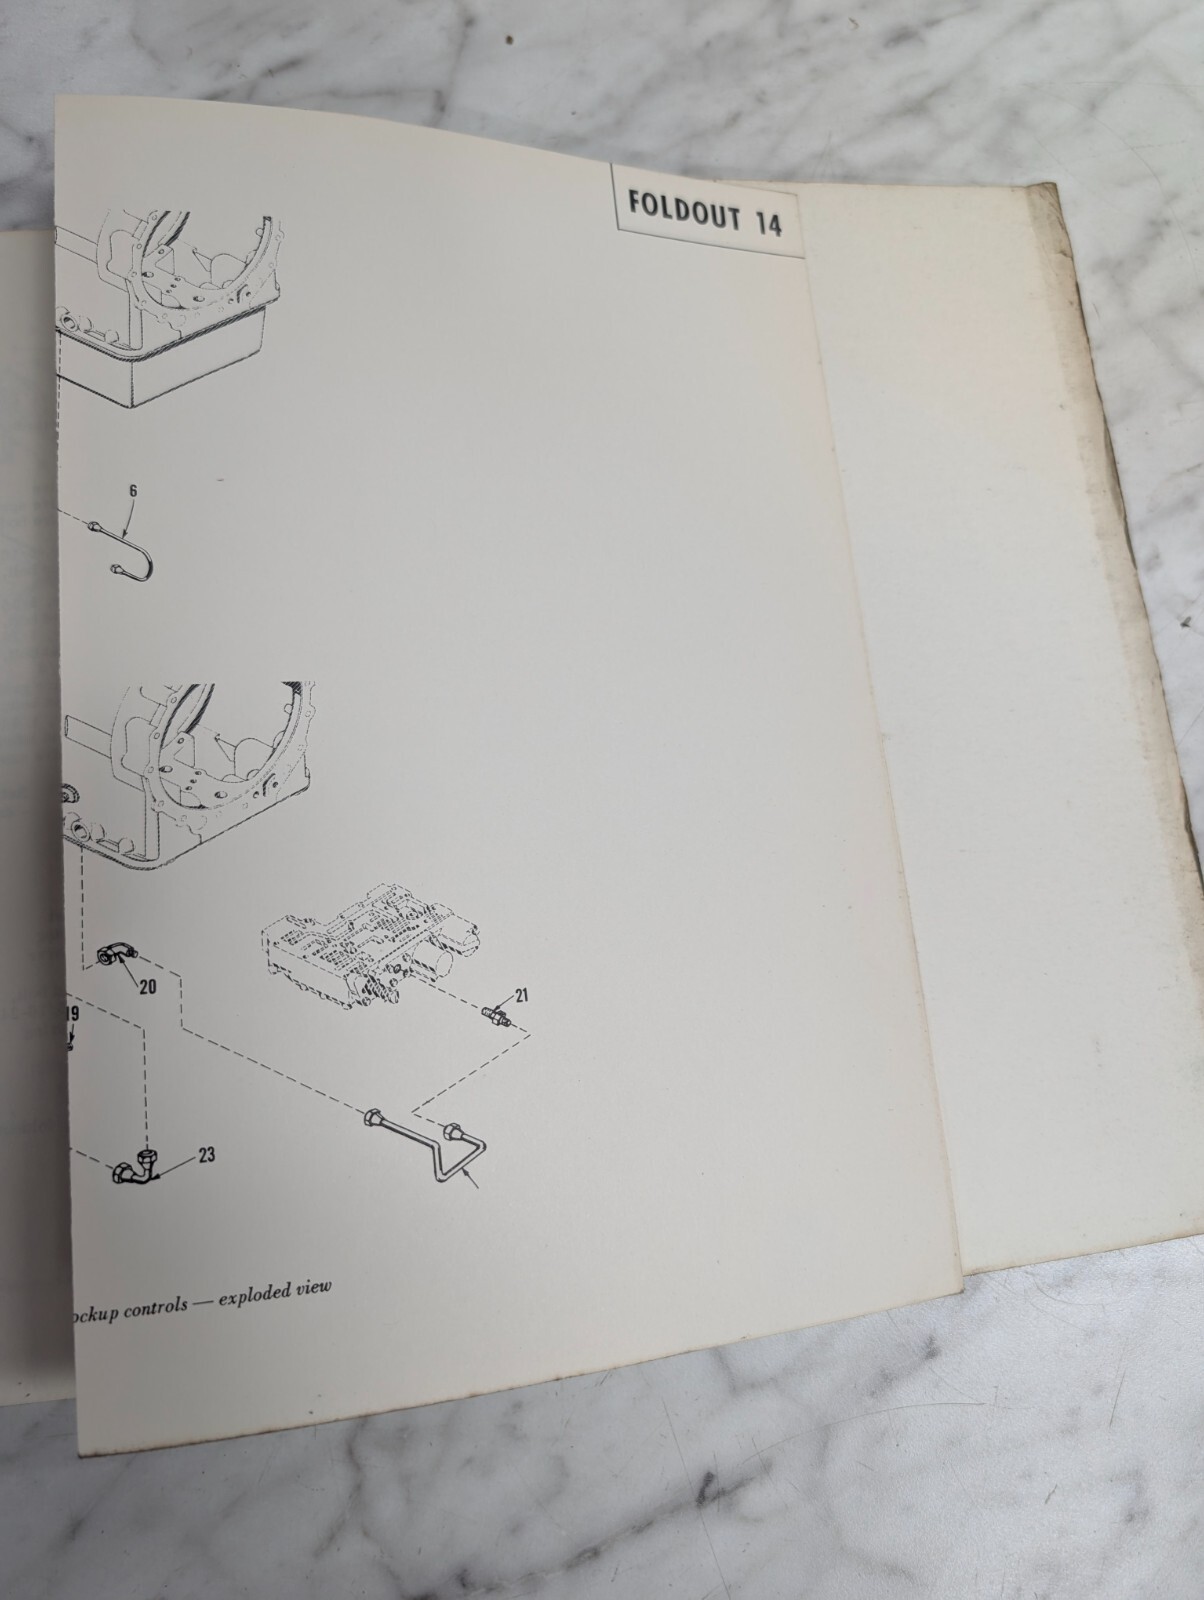 FOLDOUT 14
6
20
21
19
23
ockup controls — exploded view